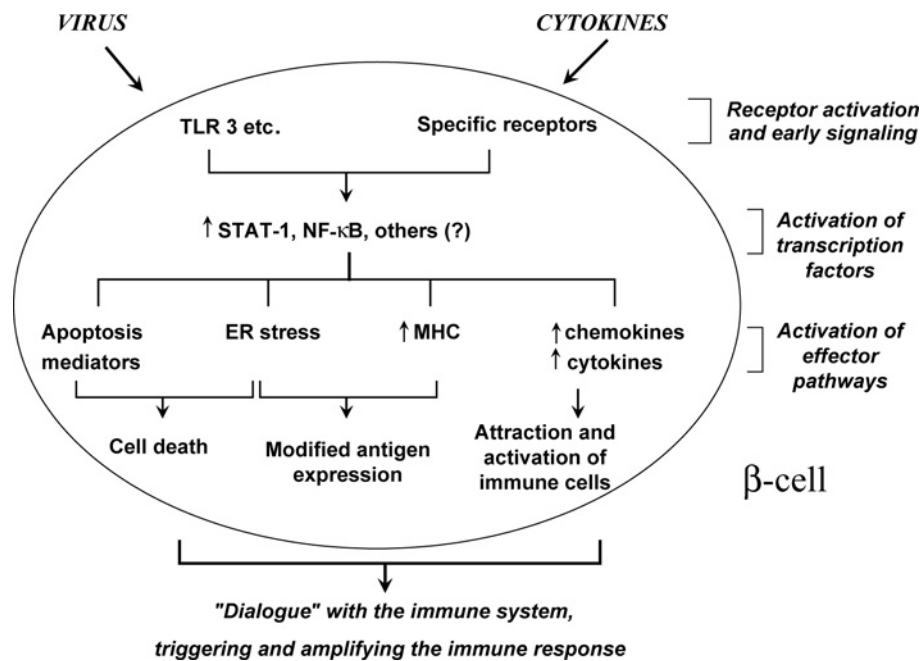 VIRUS
CYTOKINES
TLR 3 etc.
Specific receptors
Receptor activation
and early signaling
↑ STAT-1, NF-κB, others (?)
Activation of
transcription
factors
Apoptosis
mediators
ER stress
↑ MHC
↑ chemokines
↑ cytokines
Activation of
effector
pathways
Cell death
Modified antigen
expression
Attraction and
activation of
immune cells
β-cell
"Dialogue" with the immune system,
triggering and amplifying the immune response